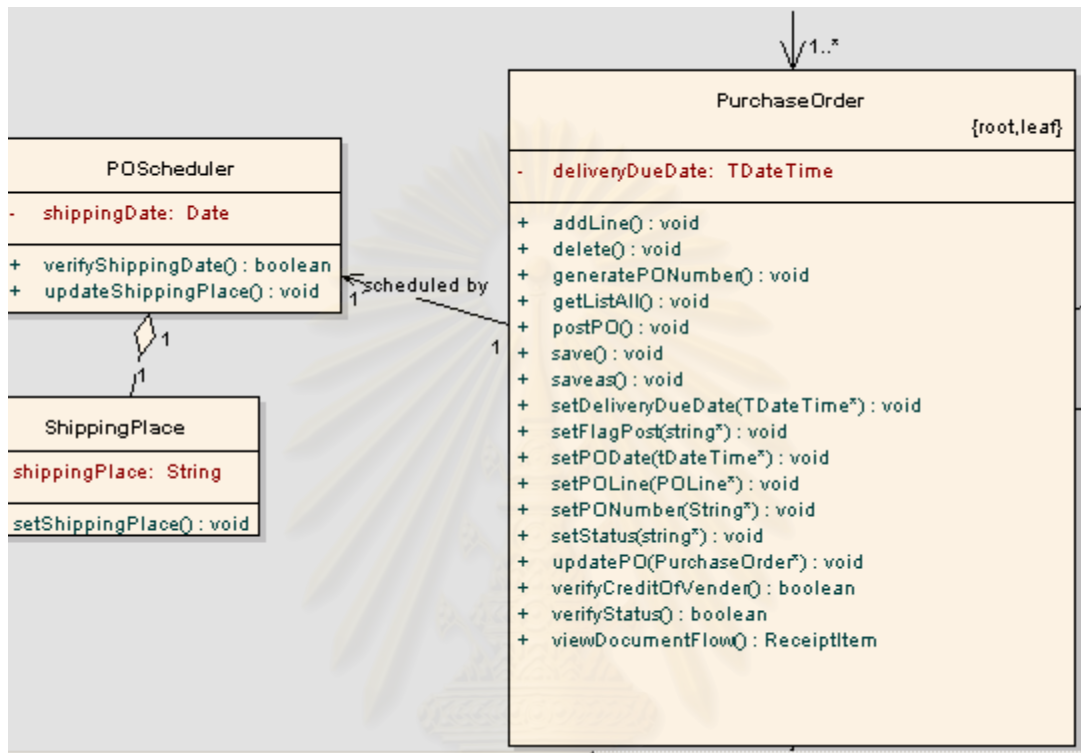 1..*
PurchaseOrder
{root,leaf}
- deliveryDueDate: TDateTime
+ addLine() : void
+ delete() : void
+ generatePONumber() : void
+ getListAll() : void
+ postPO() : void
+ save() : void
+ saveas() : void
+ setDeliveryDueDate(TDateTime*) : void
+ setFlagPost(string*) : void
+ setPODate(tDateTime*) : void
+ setPOLine(POLine*) : void
+ setPONumber(String*) : void
+ setStatus(string*) : void
+ updatePO(PurchaseOrder*) : void
+ verifyCreditOfVender() : boolean
+ verifyStatus() : boolean
+ viewDocumentFlow() : ReceiptItem
POScheduler
- shippingDate: Date
+ verifyShippingDate() : boolean
+ updateShippingPlace() : void
scheduled by
1
1
1
1
ShippingPlace
shippingPlace: String
setShippingPlace() : void